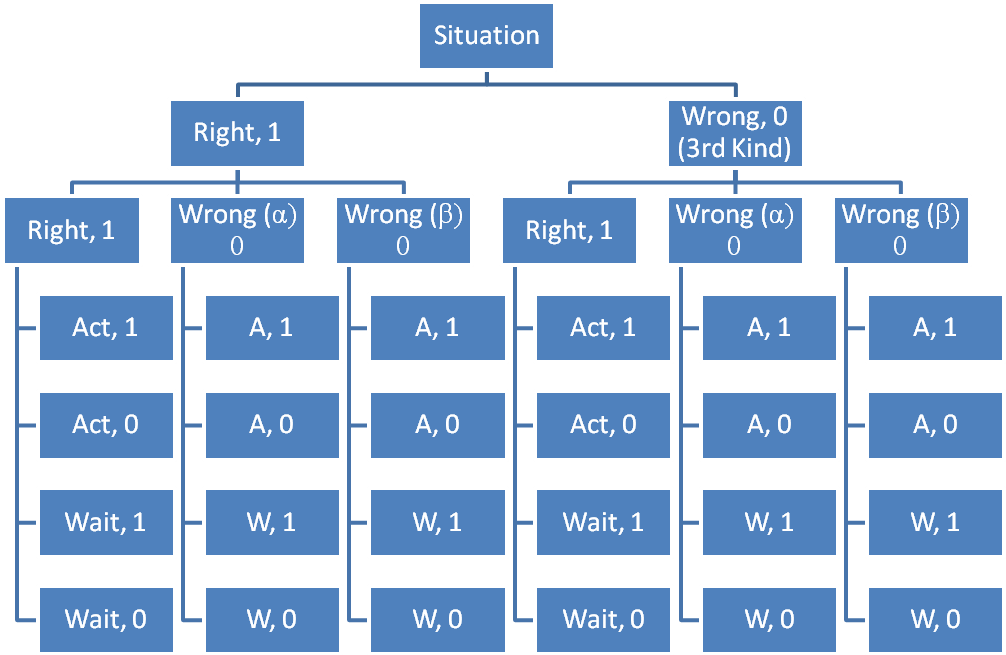 Situation
Right, 1
Wrong, 0
(3rd Kind)
Right, 1
Wrong (α)
0
Wrong (β)
0
Right, 1
Wrong (α)
0
Wrong (β)
0
Act, 1
A, 1
A, 1
Act, 1
A, 1
A, 1
Act, 0
A, 0
A, 0
Act, 0
A, 0
A, 0
Wait, 1
W, 1
W, 1
Wait, 1
W, 1
W, 1
Wait, 0
W, 0
W, 0
Wait, 0
W, 0
W, 0